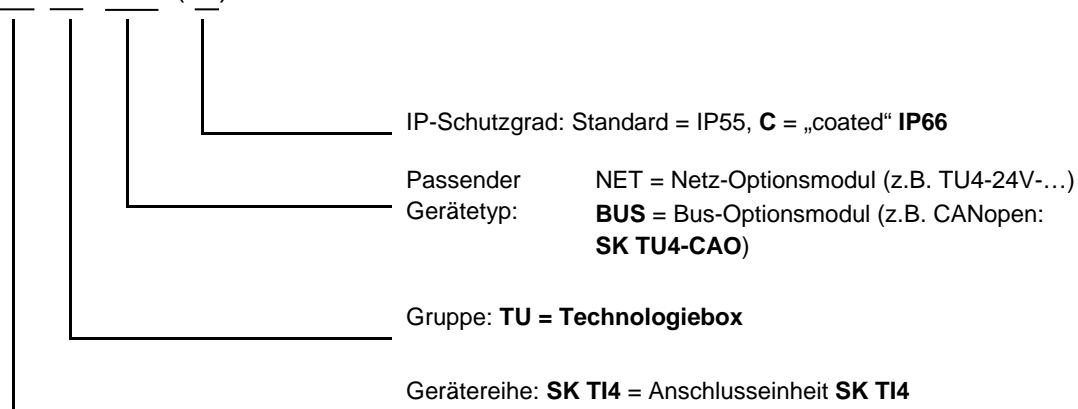 IP-Schutzgrad: Standard = IP55, C = „coated“ IP66
Passender NET = Netz-Optionsmodul (z.B. TU4-24V-…)
Gerätetyp: BUS = Bus-Optionsmodul (z.B. CANopen:
SK TU4-CAO)
Gruppe: TU = Technologiebox
Gerätereihe: SK TI4 = Anschlusseinheit SK TI4